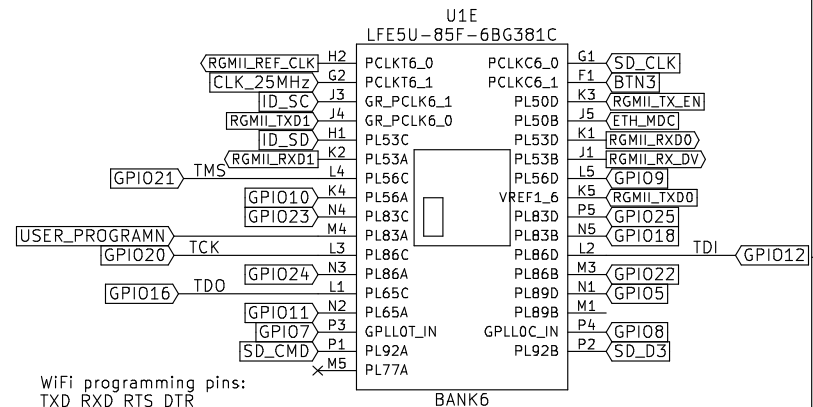 U1E
LFE5U-85F-6BG381C
RGMII_REF_CLK H2 PCLKT6_0 PCLKC6_0 G1 SD_CLK
CLK_25MHz G2 PCLKT6_1 PCLKC6_1 F1 BTN3
ID_SC J3 GR_PCLK6_1 PL50D K3 RGMII_TX_EN
RGMII_TXD1 J4 GR_PCLK6_0 PL50B J5 ETH_MDC
ID_SD H1 PL53C PL53D K1 RGMII_RXD0
RGMII_RXD1 K2 PL53A PL53B J1 RGMII_RX_DV
GPIO21 TMS L4 PL56C PL56D L5 GPIO9
GPIO10 K4 PL56A VREF1_6 K5 RGMII_TXD0
GPIO23 N4 PL83C PL83D P5 GPIO25
USER_PROGRAMN M4 PL83A PL83B N5 GPIO18
GPIO20 TCK L3 PL86C PL86D L2 TDI GPIO12
GPIO24 N3 PL86A PL86B M3 GPIO22
GPIO16 TDO L1 PL65C PL89D N1 GPIO5
GPIO11 N2 PL65A PL89B M1
GPIO7 P3 GPLL0T_IN GPLL0C_IN P4 GPIO8
SD_CMD P1 PL92A PL92B P2 SD_D3
M5 PL77A
BANK6
WiFi programming pins:
TXD RXD RTS DTR